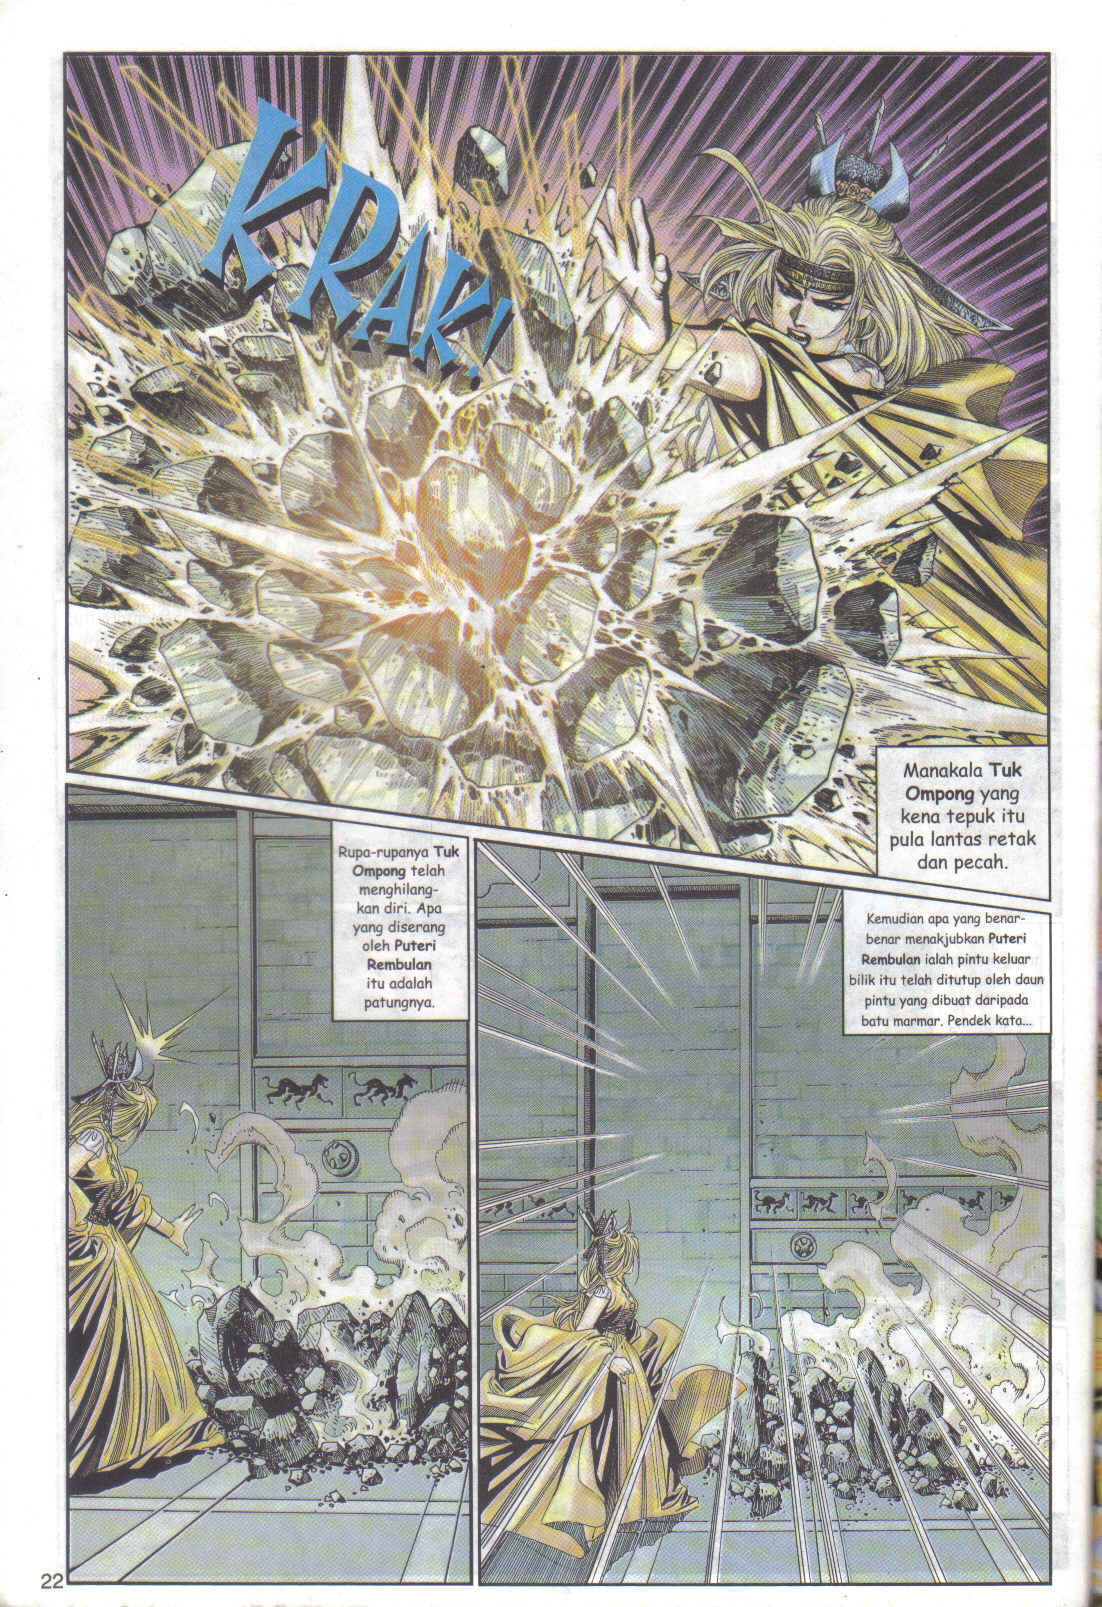 KRAK!
Manakala Tuk
Ompong yang
kena tepuk itu
pula lantas retak
dan pecah.
Rupa-rupanya Tuk
Ompong telah
menghilang-
kan diri. Apa
yang diserang
oleh Puteri
Rembulan
itu adalah
patungnya.
Kemudian apa yang benar-
benar menakjubkan Puteri
Rembulan ialah pintu keluar
bilik itu telah ditutup oleh daun
pintu yang dibuat daripada
batu marmar. Pendek kata...
22